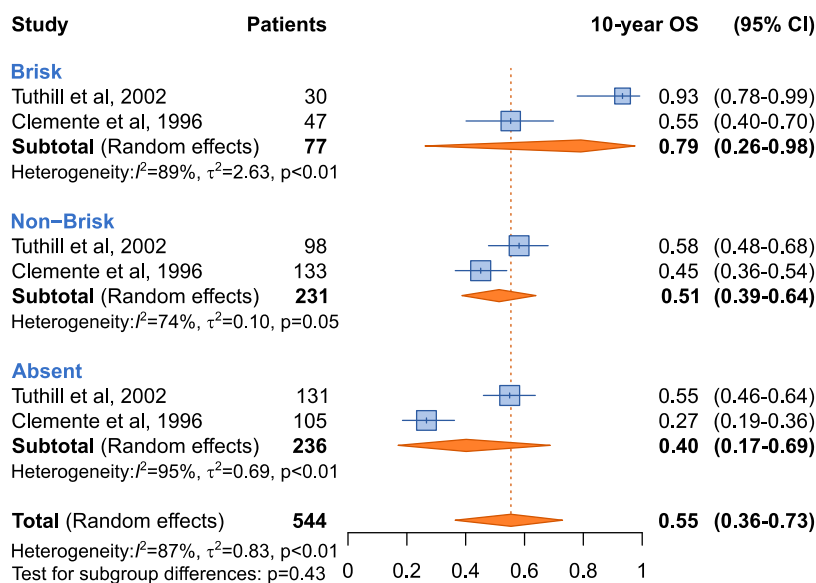 Study Patients 10-year OS (95% CI)
Brisk
Tuthill et al, 2002 30 0.93 (0.78-0.99)
Clemente et al, 1996 47 0.55 (0.40-0.70)
Subtotal (Random effects) 77 0.79 (0.26-0.98)
Heterogeneity:I²=89%, τ²=2.63, p<0.01
Non−Brisk
Tuthill et al, 2002 98 0.58 (0.48-0.68)
Clemente et al, 1996 133 0.45 (0.36-0.54)
Subtotal (Random effects) 231 0.51 (0.39-0.64)
Heterogeneity:I²=74%, τ²=0.10, p=0.05
Absent
Tuthill et al, 2002 131 0.55 (0.46-0.64)
Clemente et al, 1996 105 0.27 (0.19-0.36)
Subtotal (Random effects) 236 0.40 (0.17-0.69)
Heterogeneity:I²=95%, τ²=0.69, p<0.01
Total (Random effects) 544 0.55 (0.36-0.73)
Heterogeneity:I²=87%, τ²=0.83, p<0.01
Test for subgroup differences: p=0.43
0 0.2 0.4 0.6 0.8 1